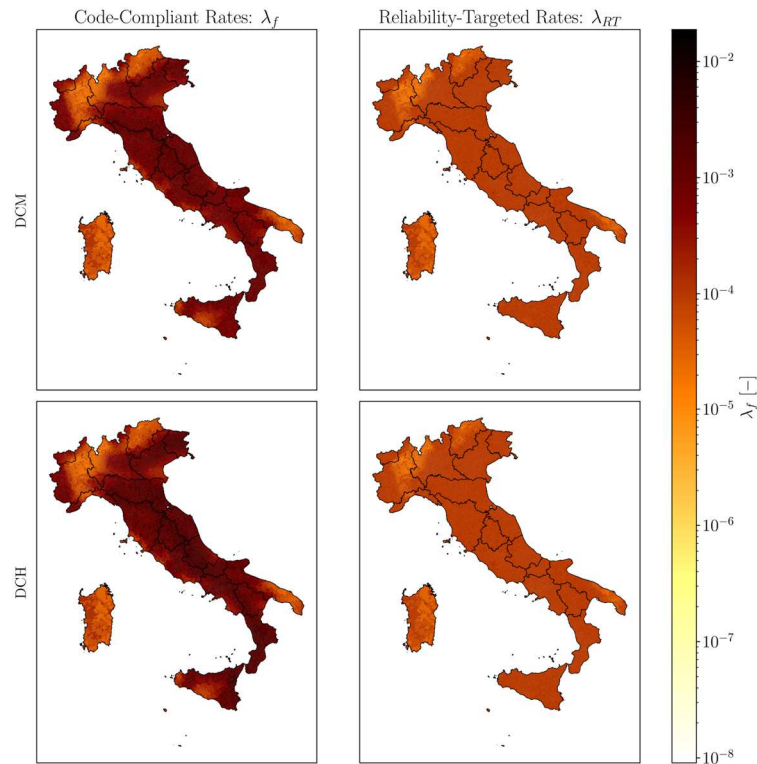 Code-Compliant Rates: λ_f
Reliability-Targeted Rates: λ_RT
DCM
DCH
10⁻²
10⁻³
10⁻⁴
10⁻⁵
10⁻⁶
10⁻⁷
10⁻⁸
λ_f [−]